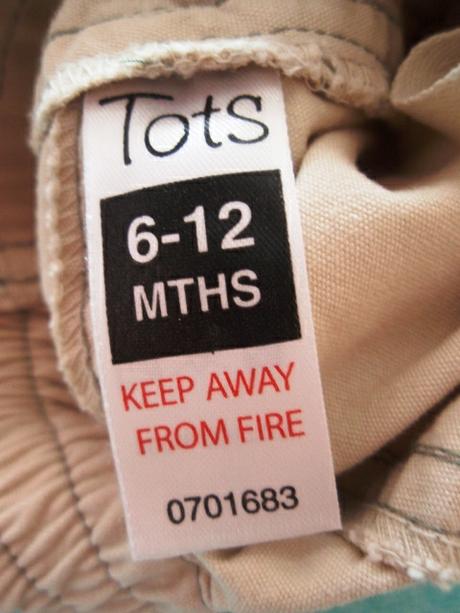 Tots
6-12
MTHS
KEEP AWAY
FROM FIRE
0701683